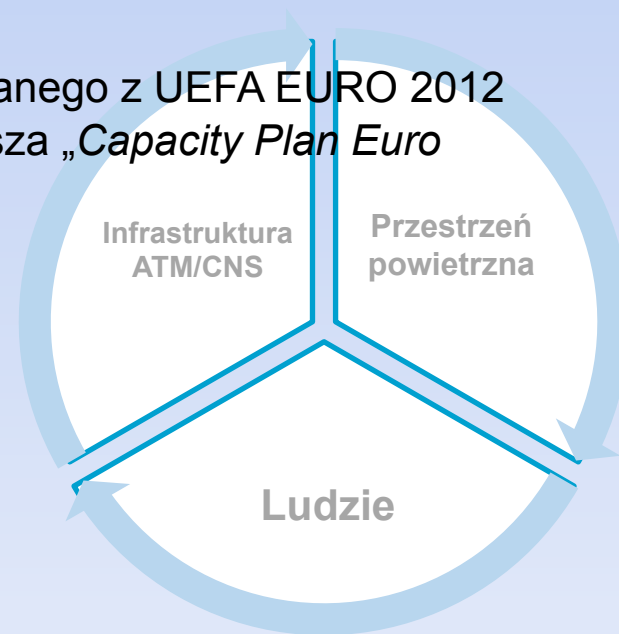 anego z UEFA EURO 2012
sza „Capacity Plan Euro
Infrastruktura
ATM/CNS
Przestrzeń
powietrzna
Ludzie